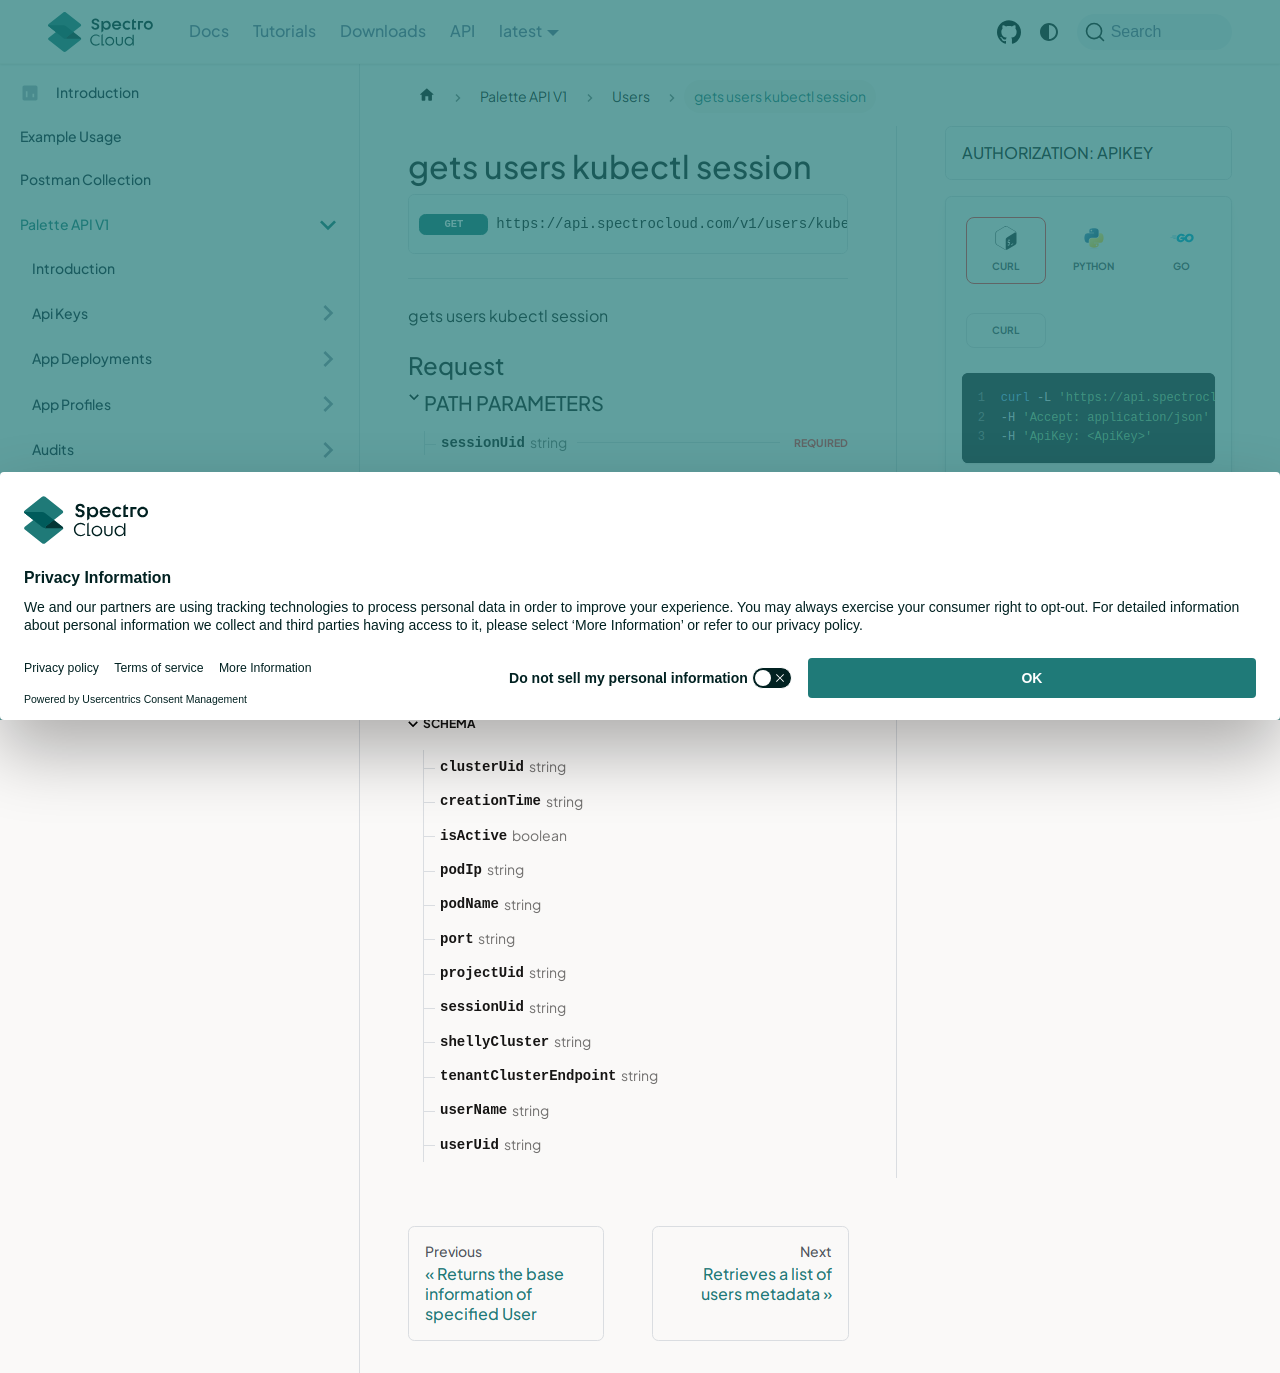 Spectro Cloud
Docs Tutorials Downloads API latest
Search
Introduction
Example Usage
Postman Collection
Palette API V1
Introduction
Api Keys
App Deployments
App Profiles
Audits
Palette API V1 Users gets users kubectl session
gets users kubectl session
GET https://api.spectrocloud.com/v1/users/kube
gets users kubectl session
Request
PATH PARAMETERS
sessionUid string REQUIRED
AUTHORIZATION: APIKEY
CURL PYTHON GO
CURL
1 curl -L 'https://api.spectrocl
2 -H 'Accept: application/json'
3 -H 'ApiKey: <ApiKey>'
Spectro Cloud
Privacy Information
We and our partners are using tracking technologies to process personal data in order to improve your experience. You may always exercise your consumer right to opt-out. For detailed information
about personal information we collect and third parties having access to it, please select ‘More Information’ or refer to our privacy policy.
Privacy policy Terms of service More Information
Do not sell my personal information
OK
Powered by Usercentrics Consent Management
SCHEMA
clusterUid string
creationTime string
isActive boolean
podIp string
podName string
port string
projectUid string
sessionUid string
shellyCluster string
tenantClusterEndpoint string
userName string
userUid string
Previous
« Returns the base
information of
specified User
Next
Retrieves a list of
users metadata »